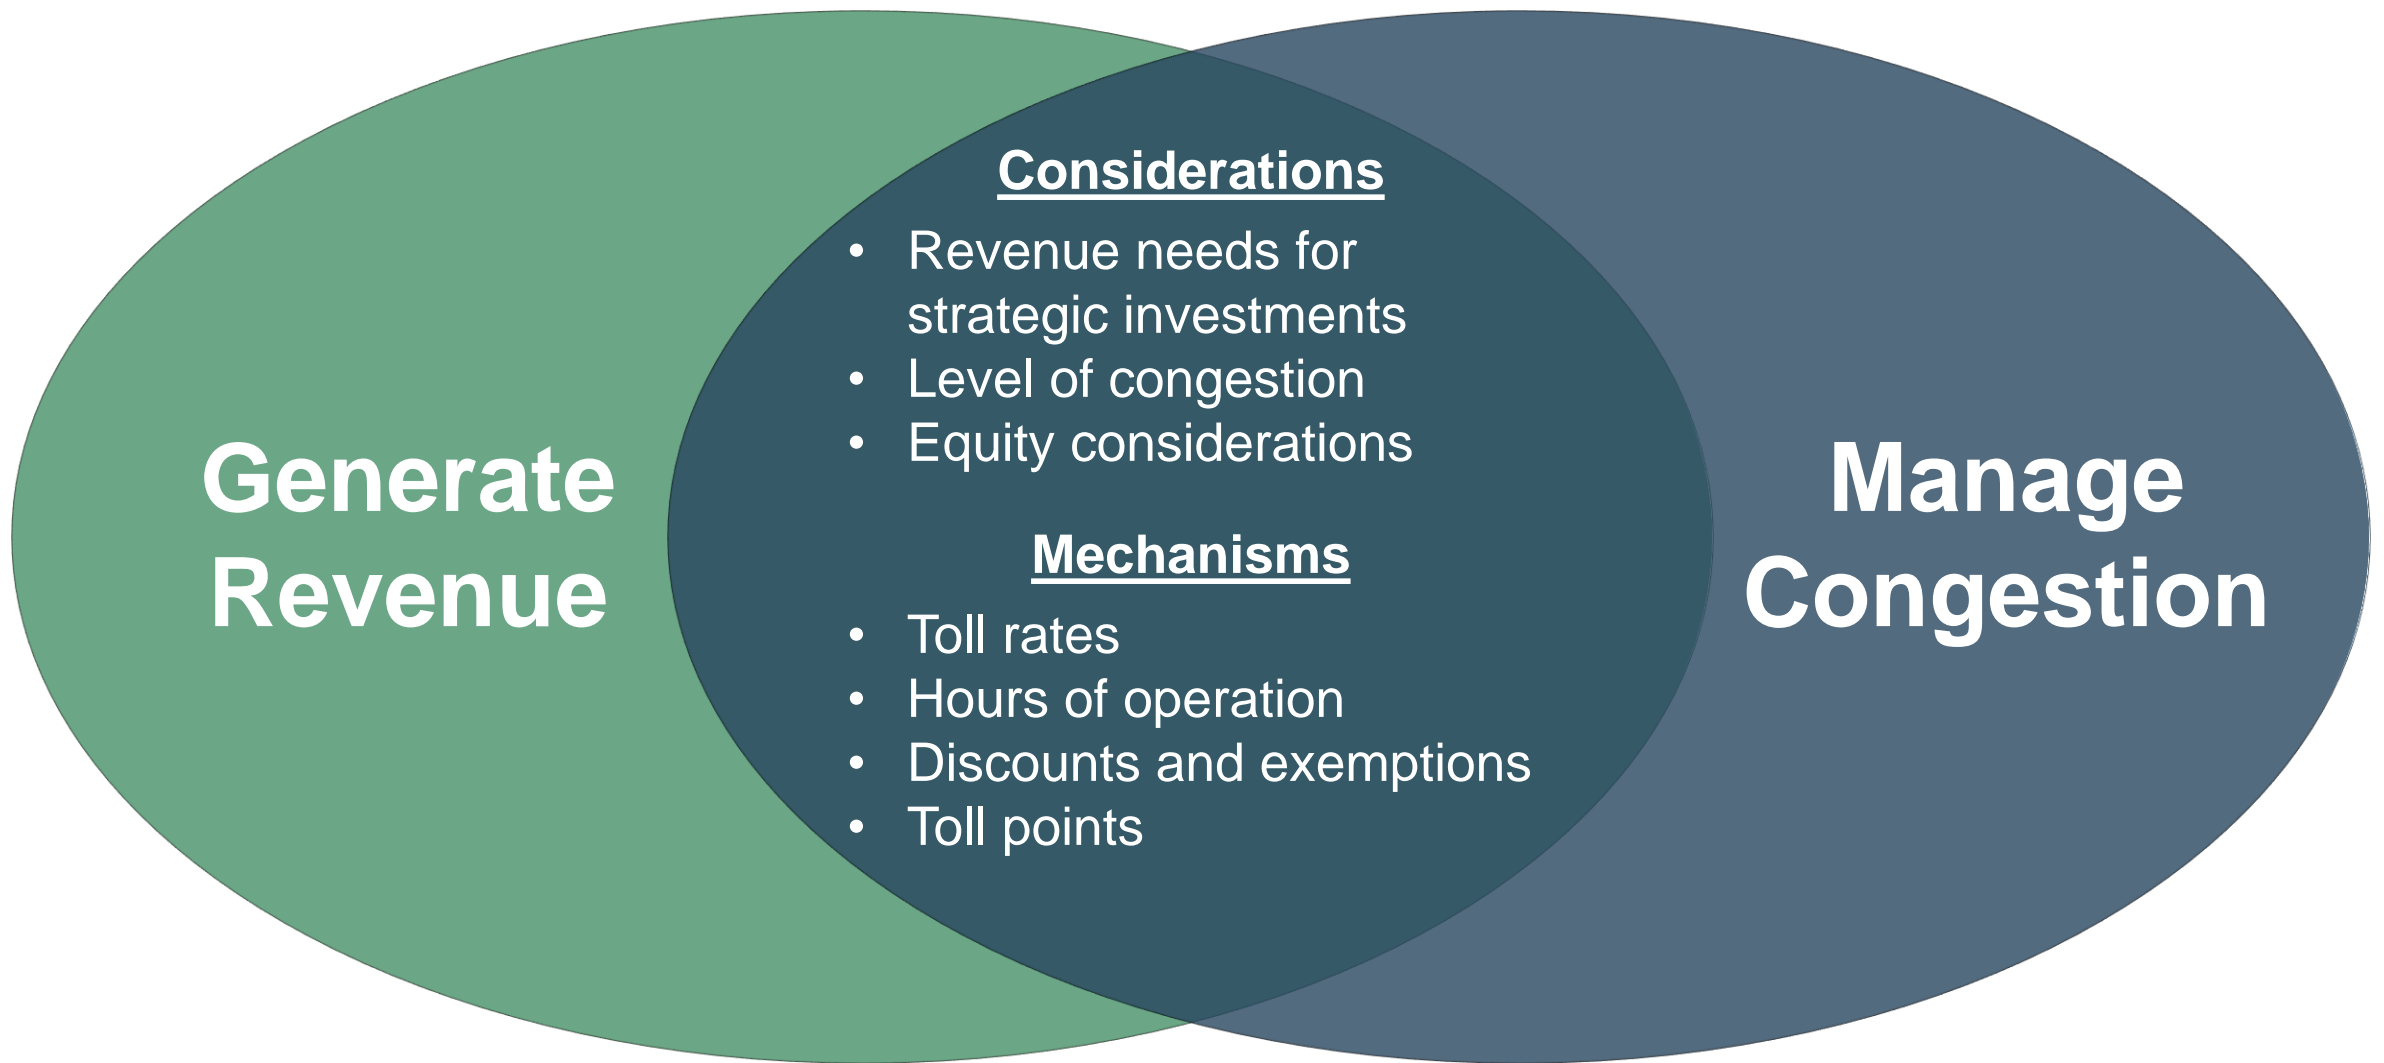 Generate
Revenue
Considerations
• Revenue needs for
strategic investments
• Level of congestion
• Equity considerations
Mechanisms
• Toll rates
• Hours of operation
• Discounts and exemptions
• Toll points
Manage
Congestion